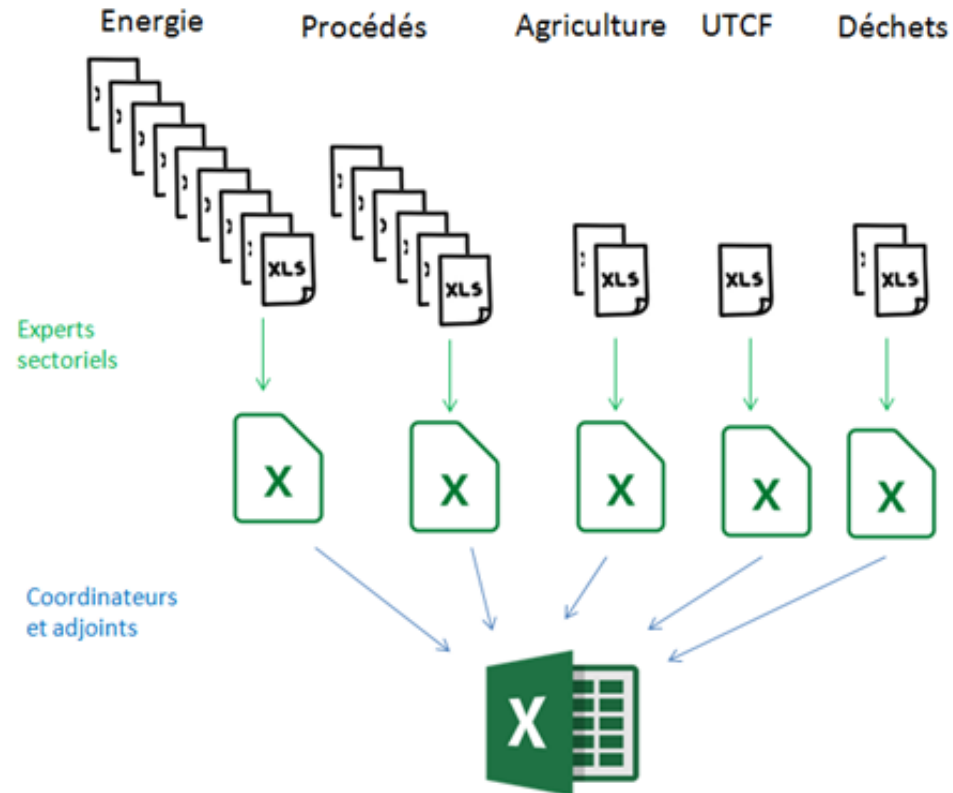 Energie Procédés Agriculture UTCF Déchets
XLS XLS XLS XLS XLS
Experts
sectoriels
X X X X X
Coordinateurs
et adjoints
X